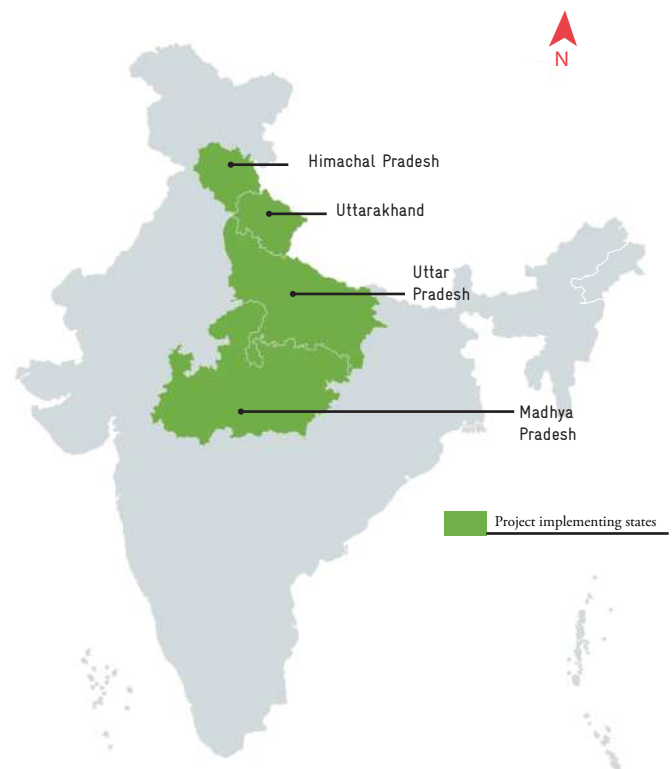 N
Himachal Pradesh
Uttarakhand
Uttar
Pradesh
Madhya
Pradesh
Project implementing states